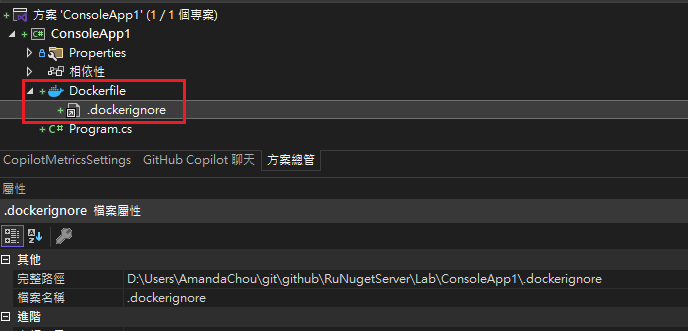 方案 'ConsoleApp1' (1 / 1 個專案)
ConsoleApp1
Properties
相依性
Dockerfile
.dockerignore
Program.cs
CopilotMetricsSettings GitHub Copilot 聊天 方案總管
屬性
.dockerignore 檔案屬性
其他
完整路徑 D:\Users\AmandaChou\git\github\RuNugetServer\Lab\ConsoleApp1\.dockerignore
檔案名稱 .dockerignore
進階